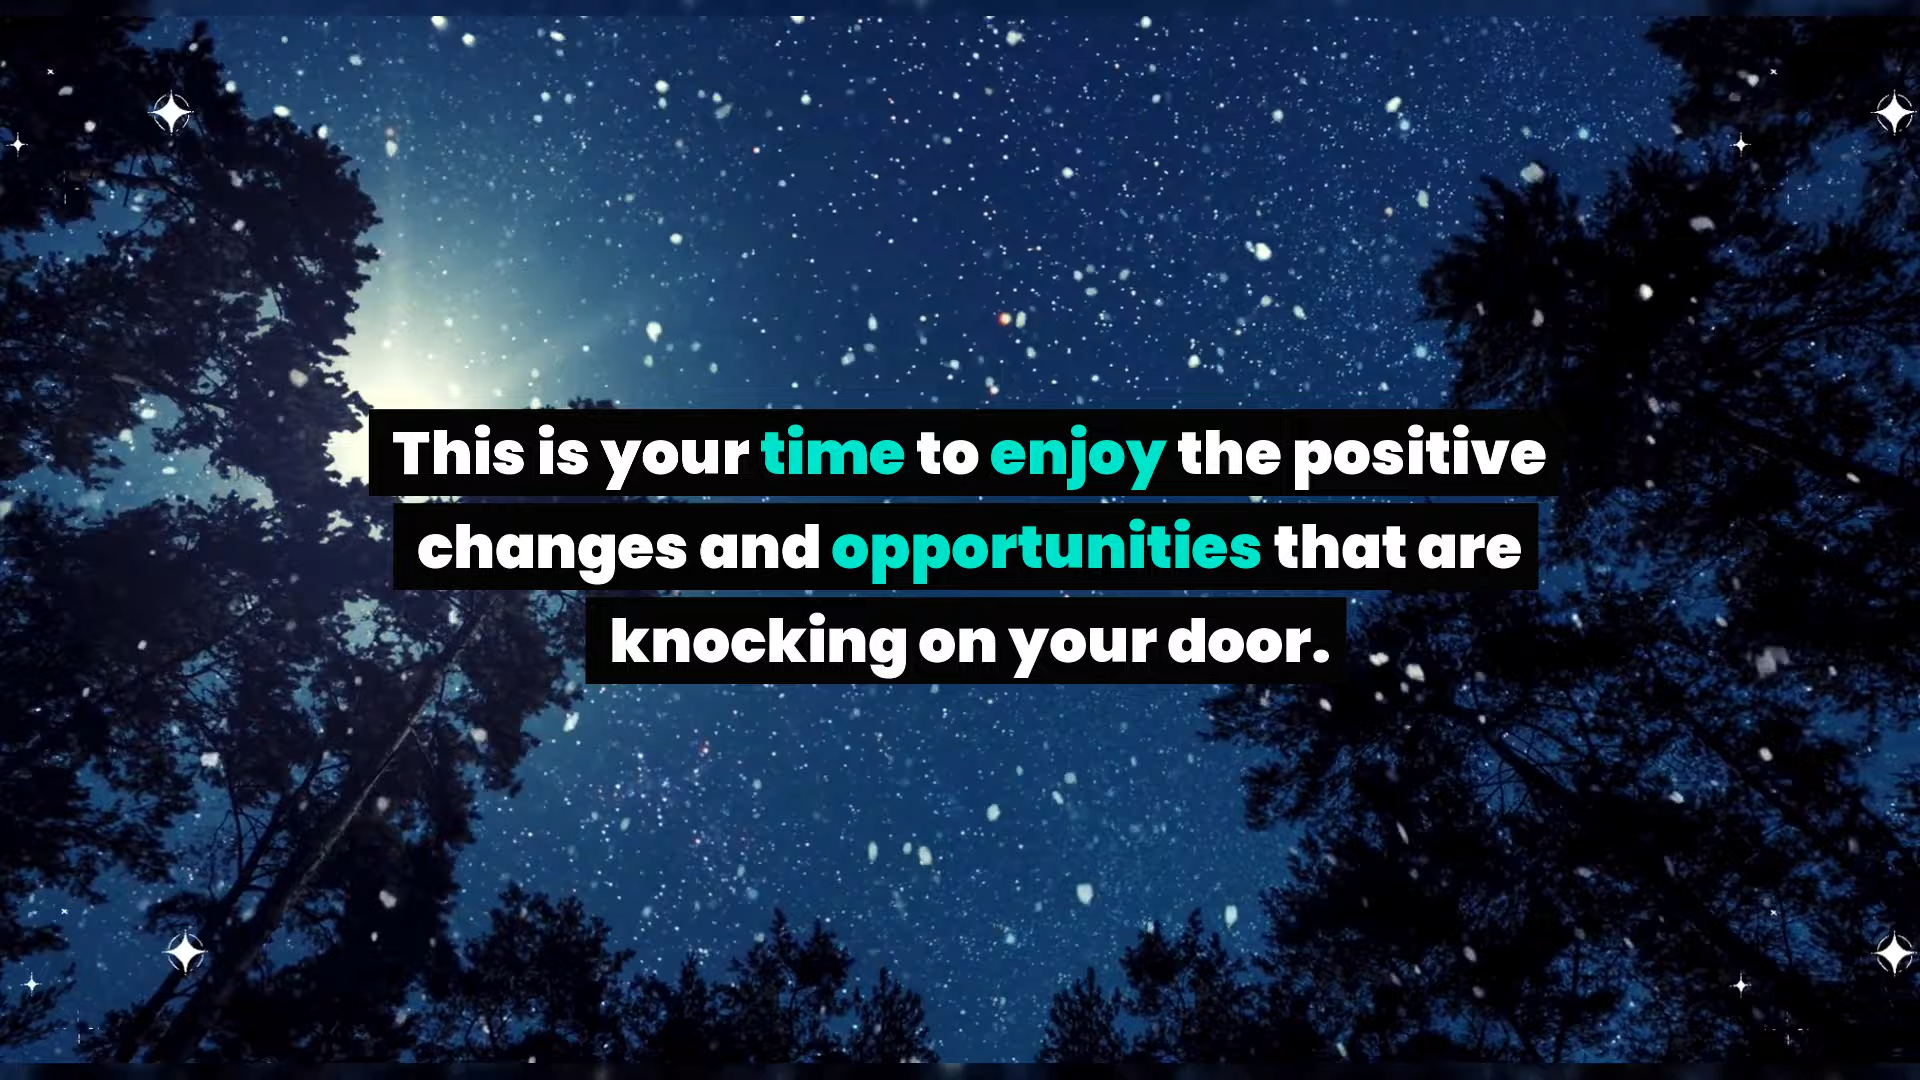 This is your time to enjoy the positive
changes and opportunities that are
knocking on your door.